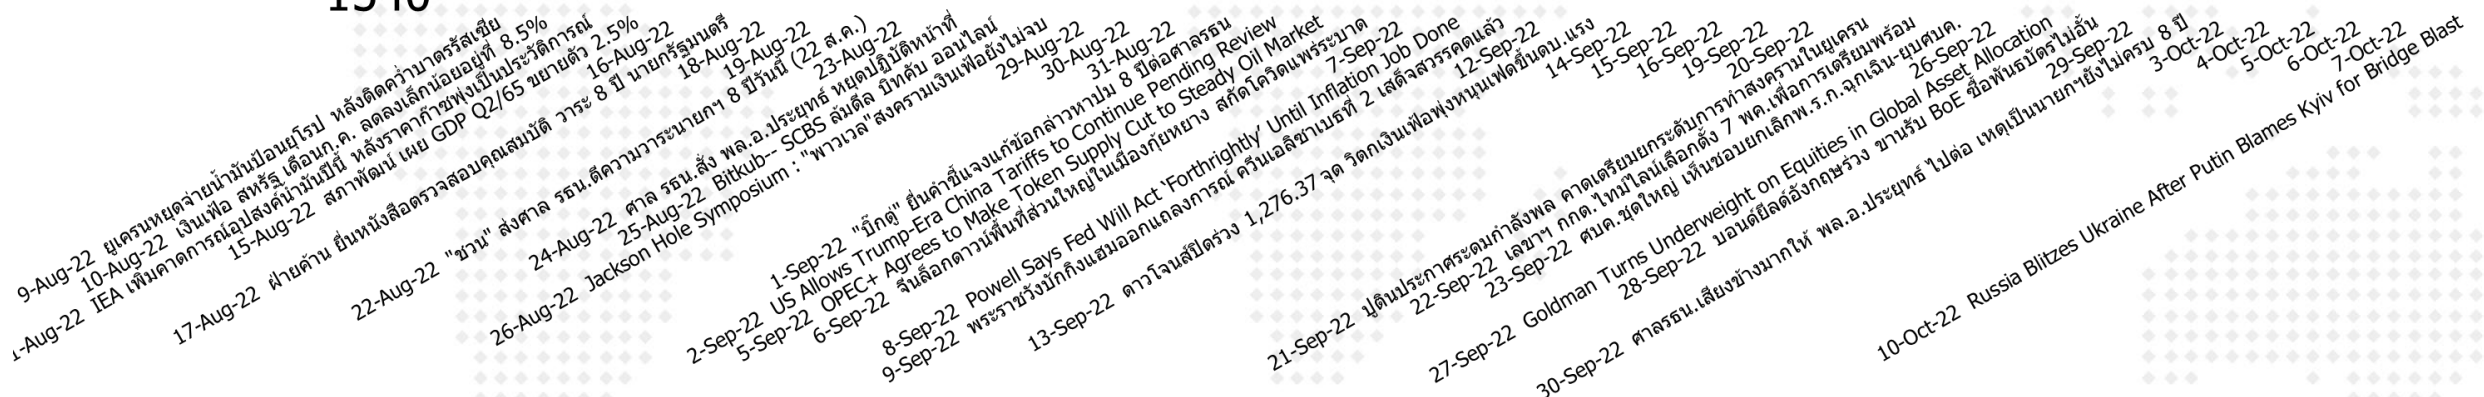 9-Aug-22 ยูเครนหยุดจ่ายน้ำมันป้อนยุโรป หลังติดคว่ำบาตรรัสเซีย
10-Aug-22 เงินเฟ้อ สหรัฐ เดือนก.ค. ลดลงเล็กน้อยอยู่ที่ 8.5%
1-Aug-22 IEA เพิ่มคาดการณ์อุปสงค์น้ำมันปีนี้ หลังราคาก๊าซพุ่งเป็นประวัติการณ์
15-Aug-22 สภาพัฒน์ เผย GDP Q2/65 ขยายตัว 2.5%
16-Aug-22
17-Aug-22 ฝ่ายค้าน ยื่นหนังสือตรวจสอบคุณสมบัติ วาระ 8 ปี นายกรัฐมนตรี
18-Aug-22
19-Aug-22
22-Aug-22 "ชวน" ส่งศาล รธน.ตีความวาระนายกฯ 8 ปีวันนี้ (22 ส.ค.)
23-Aug-22
24-Aug-22 ศาล รธน.สั่ง พล.อ.ประยุทธ์ หยุดปฏิบัติหน้าที่
25-Aug-22 Bitkub-- SCBS ล้มดีล บิทคับ ออนไลน์
26-Aug-22 Jackson Hole Symposium : "พาวเวล"สงครามเงินเฟ้อยังไม่จบ
29-Aug-22
30-Aug-22
31-Aug-22
1-Sep-22 "บิ๊กตู่" ยื่นคำชี้แจงแก้ข้อกล่าวหาปม 8 ปีต่อศาลรธน
2-Sep-22 US Allows Trump-Era China Tariffs to Continue Pending Review
5-Sep-22 OPEC+ Agrees to Make Token Supply Cut to Steady Oil Market
6-Sep-22 จีนล็อกดาวน์พื้นที่ส่วนใหญ่ในเมืองกุ้ยหยาง สกัดโควิดแพร่ระบาด
7-Sep-22
8-Sep-22 Powell Says Fed Will Act 'Forthrightly' Until Inflation Job Done
9-Sep-22 พระราชวังบักกิงแฮมออกแถลงการณ์ ควีนเอลิซาเบธที่ 2 เสด็จสวรรคตแล้ว
12-Sep-22
13-Sep-22 ดาวโจนส์ปิดร่วง 1,276.37 จุด วิตกเงินเฟ้อพุ่งหนุนเฟดขึ้นดบ.แรง
14-Sep-22
15-Sep-22
16-Sep-22
19-Sep-22
20-Sep-22
21-Sep-22 ปูตินประกาศระดมกำลังพล คาดเตรียมยกระดับการทำสงครามในยูเครน
22-Sep-22 เลขาฯ กกต.ไทม์ไลน์เลือกตั้ง 7 พค.เพื่อการเตรียมพร้อม
23-Sep-22 ศบค.ชุดใหญ่ เห็นชอบยกเลิกพ.ร.ก.ฉุกเฉิน-ยุบศบค.
26-Sep-22
27-Sep-22 Goldman Turns Underweight on Equities in Global Asset Allocation
28-Sep-22 บอนด์ยีลด์อังกฤษร่วง ขานรับ BoE ซื้อพันธบัตรไม่อั้น
29-Sep-22
30-Sep-22 ศาลรธน.เสียงข้างมากให้ พล.อ.ประยุทธ์ ไปต่อ เหตุเป็นนายกฯยังไม่ครบ 8 ปี
3-Oct-22
4-Oct-22
5-Oct-22
6-Oct-22
7-Oct-22
10-Oct-22 Russia Blitzes Ukraine After Putin Blames Kyiv for Bridge Blast